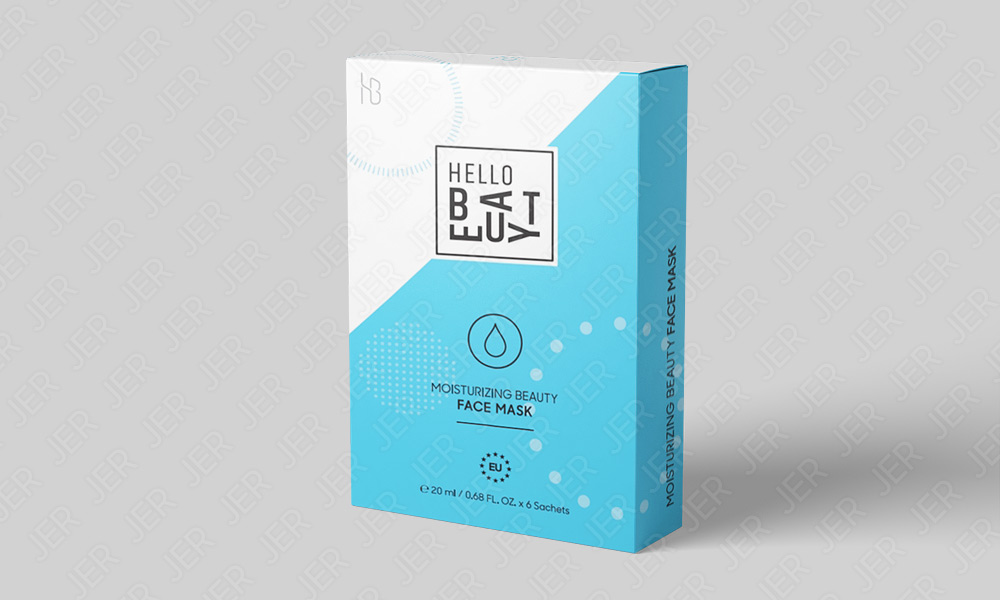 HB
HELLO
BEAUTY
MOISTURIZING BEAUTY
FACE MASK
EU
℮ 20 ml / 0.68 FL. OZ. x 6 Sachets
MOISTURIZING BEAUTY FACE MASK
JER